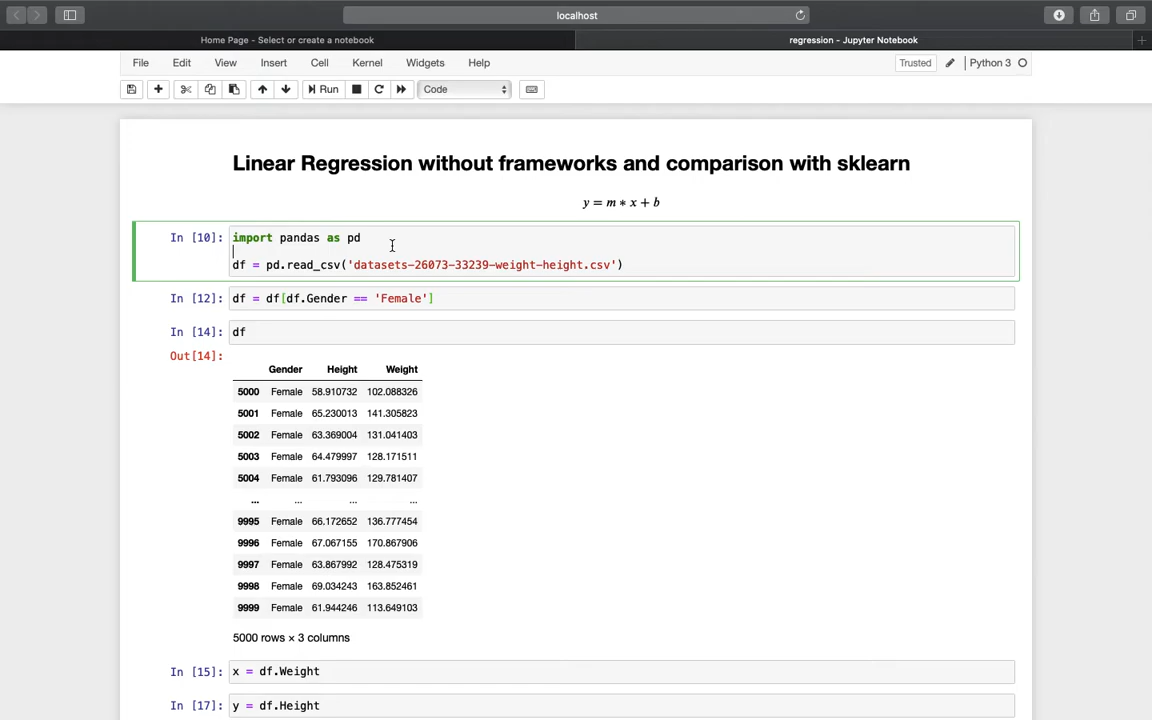 localhost
Home Page - Select or create a notebook
regression - Jupyter Notebook
File Edit View Insert Cell Kernel Widgets Help
Trusted
Python 3
Run
Code
Linear Regression without frameworks and comparison with sklearn
y = m ∗ x + b
In [10]: import pandas as pd
df = pd.read_csv('datasets-26073-33239-weight-height.csv')
In [12]: df = df[df.Gender == 'Female']
In [14]: df
Out[14]:
Gender Height Weight
5000 Female 58.910732 102.088326
5001 Female 65.230013 141.305823
5002 Female 63.369004 131.041403
5003 Female 64.479997 128.171511
5004 Female 61.793096 129.781407
... ... ... ...
9995 Female 66.172652 136.777454
9996 Female 67.067155 170.867906
9997 Female 63.867992 128.475319
9998 Female 69.034243 163.852461
9999 Female 61.944246 113.649103
5000 rows × 3 columns
In [15]: x = df.Weight
In [17]: y = df.Height